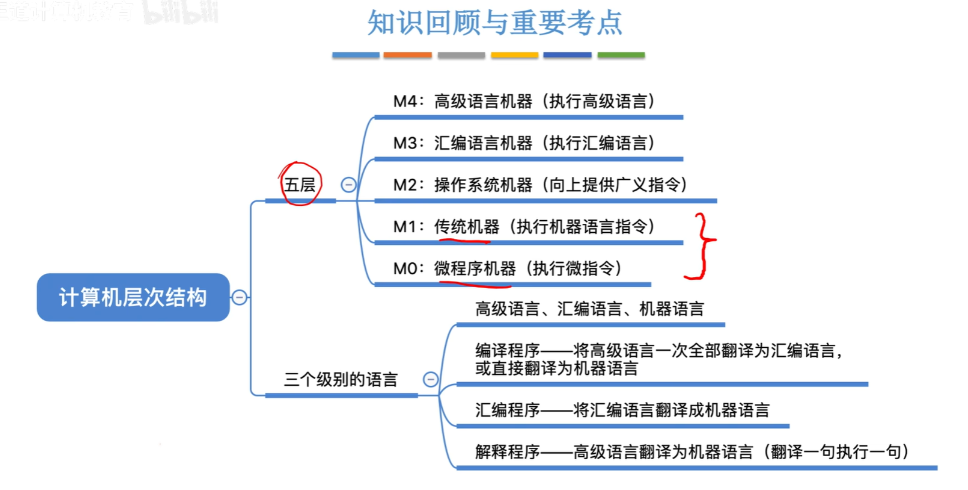 bilibili
知识回顾与重要考点
M4：高级语言机器（执行高级语言）
M3：汇编语言机器（执行汇编语言）
五层
M2：操作系统机器（向上提供广义指令）
M1：传统机器（执行机器语言指令）
M0：微程序机器（执行微指令）
计算机层次结构
高级语言、汇编语言、机器语言
编译程序——将高级语言一次全部翻译为汇编语言，
或直接翻译为机器语言
三个级别的语言
汇编程序——将汇编语言翻译成机器语言
解释程序——高级语言翻译为机器语言（翻译一句执行一句）